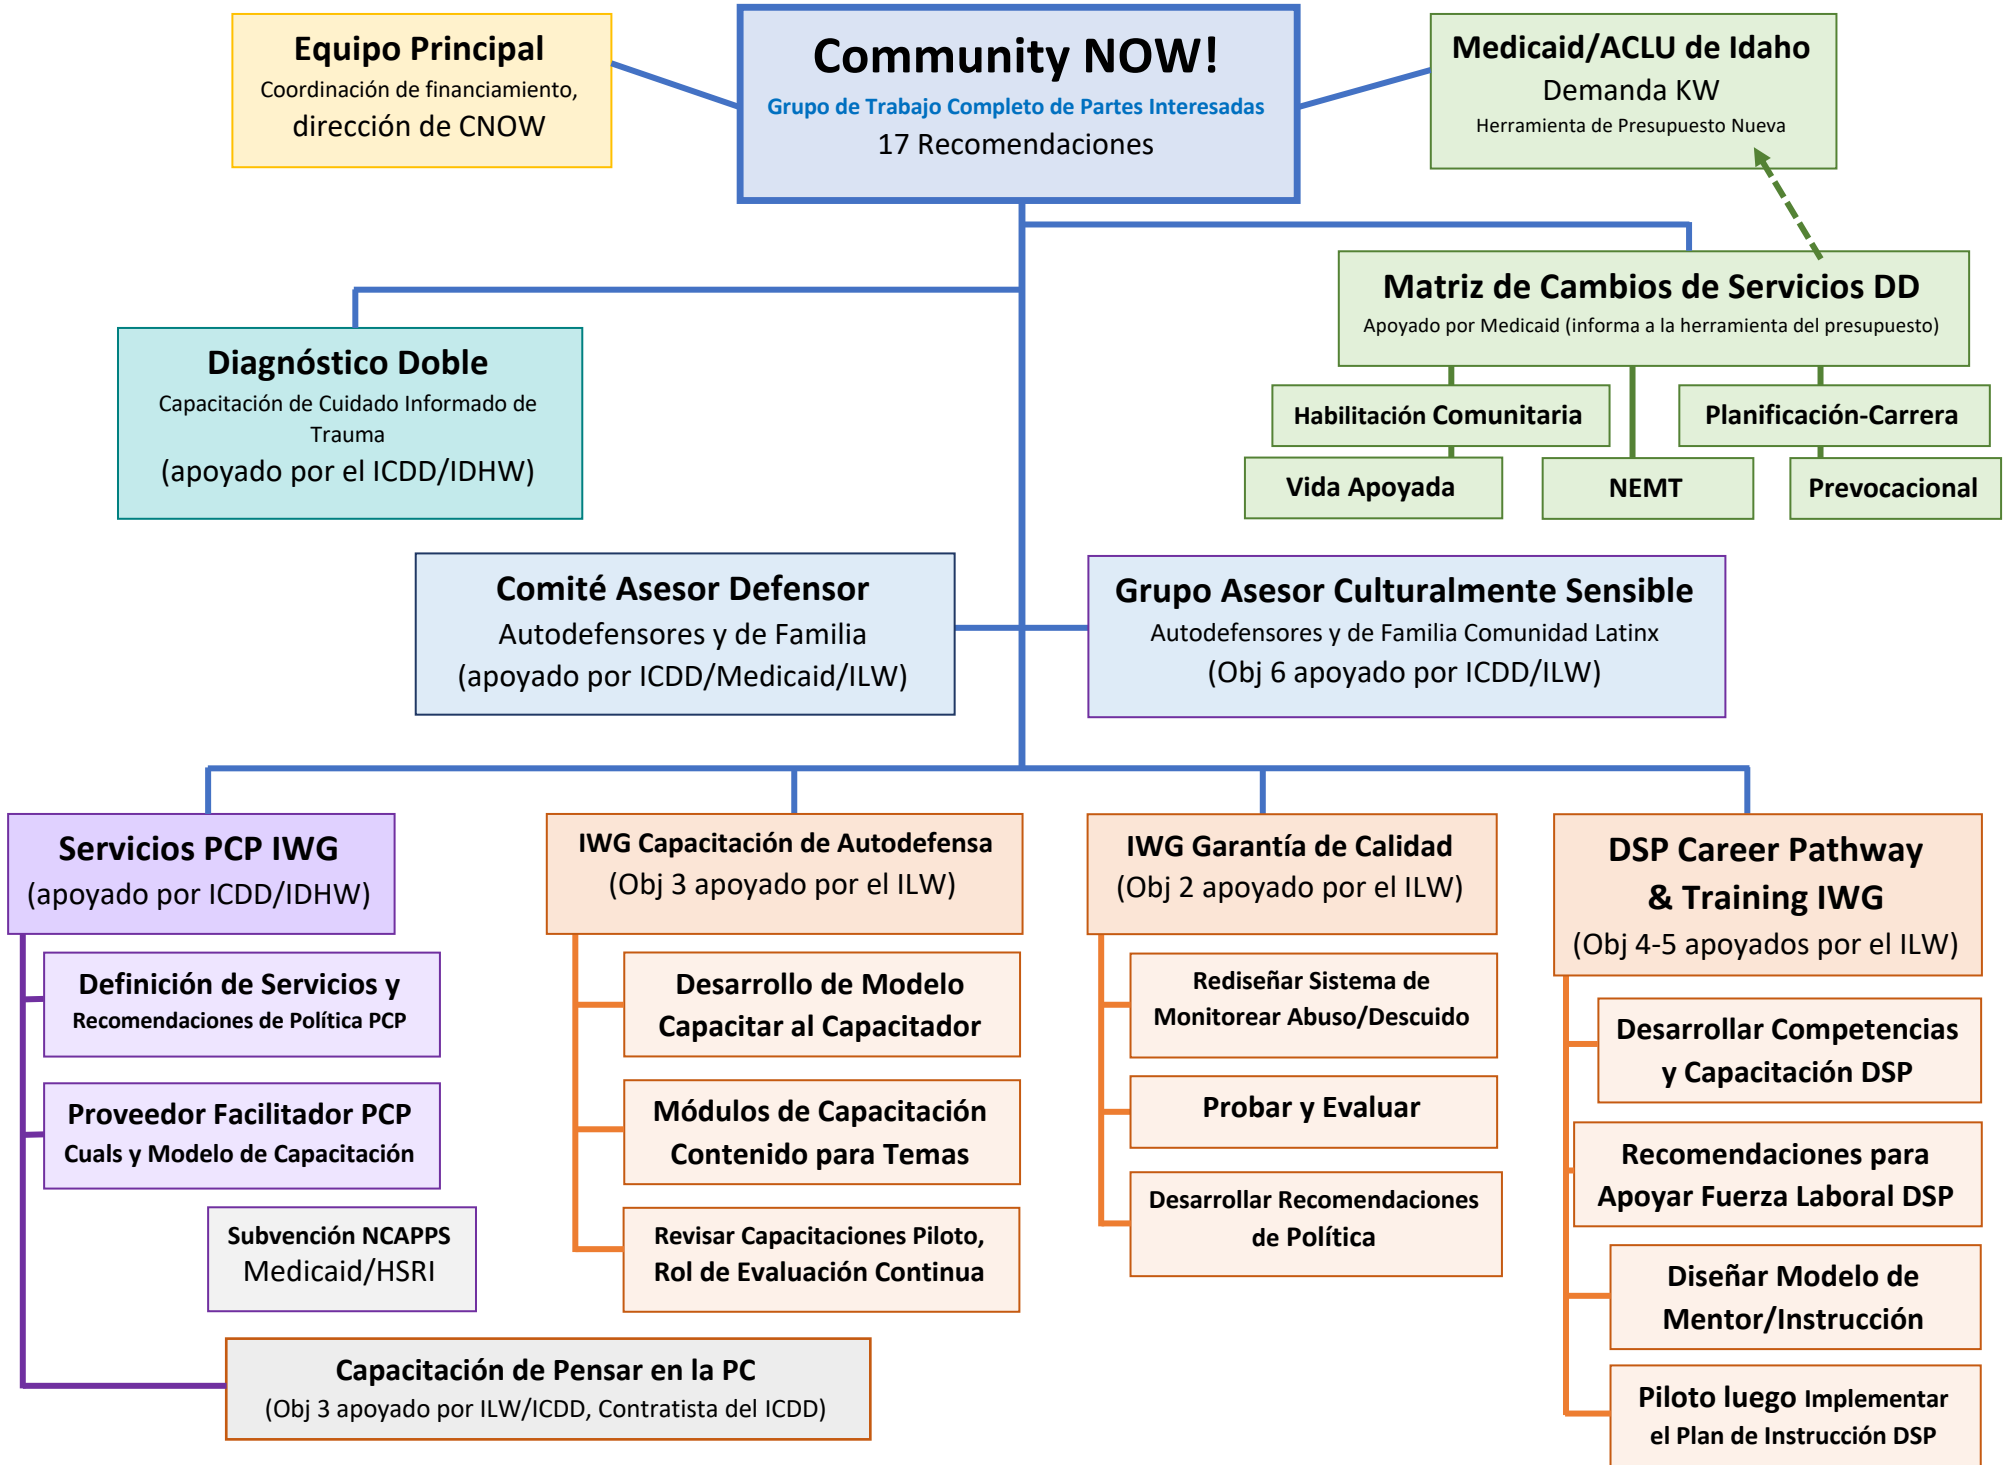 Equipo Principal
Coordinación de financiamiento,
dirección de CNOW
Community NOW!
Grupo de Trabajo Completo de Partes Interesadas
17 Recomendaciones
Medicaid/ACLU de Idaho
Demanda KW
Herramienta de Presupuesto Nueva
Matriz de Cambios de Servicios DD
Apoyado por Medicaid (informa a la herramienta del presupuesto)
Habilitación Comunitaria
Planificación-Carrera
Vida Apoyada
NEMT
Prevocacional
Diagnóstico Doble
Capacitación de Cuidado Informado de
Trauma
(apoyado por el ICDD/IDHW)
Comité Asesor Defensor
Autodefensores y de Familia
(apoyado por ICDD/Medicaid/ILW)
Grupo Asesor Culturalmente Sensible
Autodefensores y de Familia Comunidad Latinx
(Obj 6 apoyado por ICDD/ILW)
Servicios PCP IWG
(apoyado por ICDD/IDHW)
Definición de Servicios y
Recomendaciones de Política PCP
Proveedor Facilitador PCP
Cuals y Modelo de Capacitación
Subvención NCAPPS
Medicaid/HSRI
Capacitación de Pensar en la PC
(Obj 3 apoyado por ILW/ICDD, Contratista del ICDD)
IWG Capacitación de Autodefensa
(Obj 3 apoyado por el ILW)
Desarrollo de Modelo
Capacitar al Capacitador
Módulos de Capacitación
Contenido para Temas
Revisar Capacitaciones Piloto,
Rol de Evaluación Continua
IWG Garantía de Calidad
(Obj 2 apoyado por el ILW)
Rediseñar Sistema de
Monitorear Abuso/Descuido
Probar y Evaluar
Desarrollar Recomendaciones
de Política
DSP Career Pathway
& Training IWG
(Obj 4-5 apoyados por el ILW)
Desarrollar Competencias
y Capacitación DSP
Recomendaciones para
Apoyar Fuerza Laboral DSP
Diseñar Modelo de
Mentor/Instrucción
Piloto luego Implementar
el Plan de Instrucción DSP